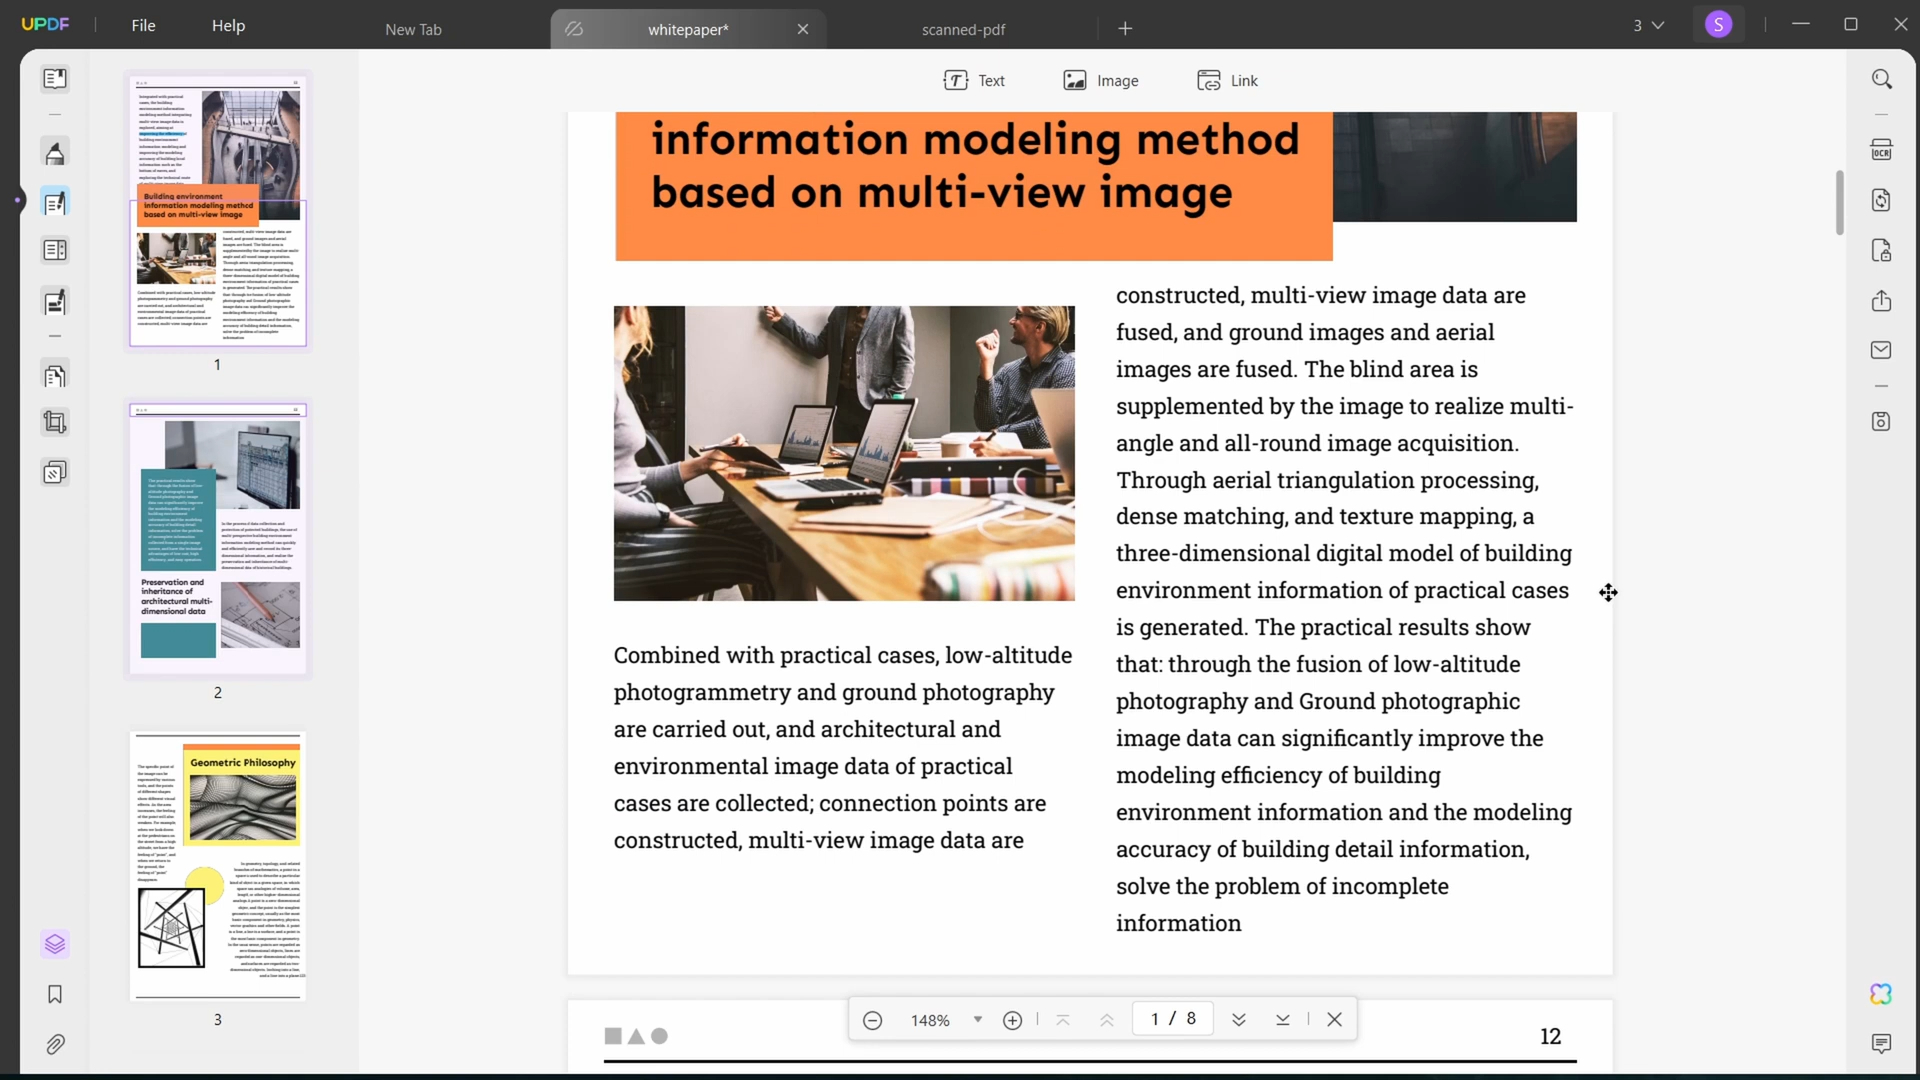 UPDF
File
Help
New Tab
whitepaper*
scanned-pdf
3
S
Text
Image
Link
OCR
Building environment
information modeling method
based on multi-view image
1
Preservation and
inheritance of
architectural multi-
dimensional data
2
Geometric Philosophy
3
information modeling method
based on multi-view image
Combined with practical cases, low-altitude
photogrammetry and ground photography
are carried out, and architectural and
environmental image data of practical
cases are collected; connection points are
constructed, multi-view image data are
constructed, multi-view image data are
fused, and ground images and aerial
images are fused. The blind area is
supplemented by the image to realize multi-
angle and all-round image acquisition.
Through aerial triangulation processing,
dense matching, and texture mapping, a
three-dimensional digital model of building
environment information of practical cases
is generated. The practical results show
that: through the fusion of low-altitude
photography and Ground photographic
image data can significantly improve the
modeling efficiency of building
environment information and the modeling
accuracy of building detail information,
solve the problem of incomplete
information
148%
1 / 8
12